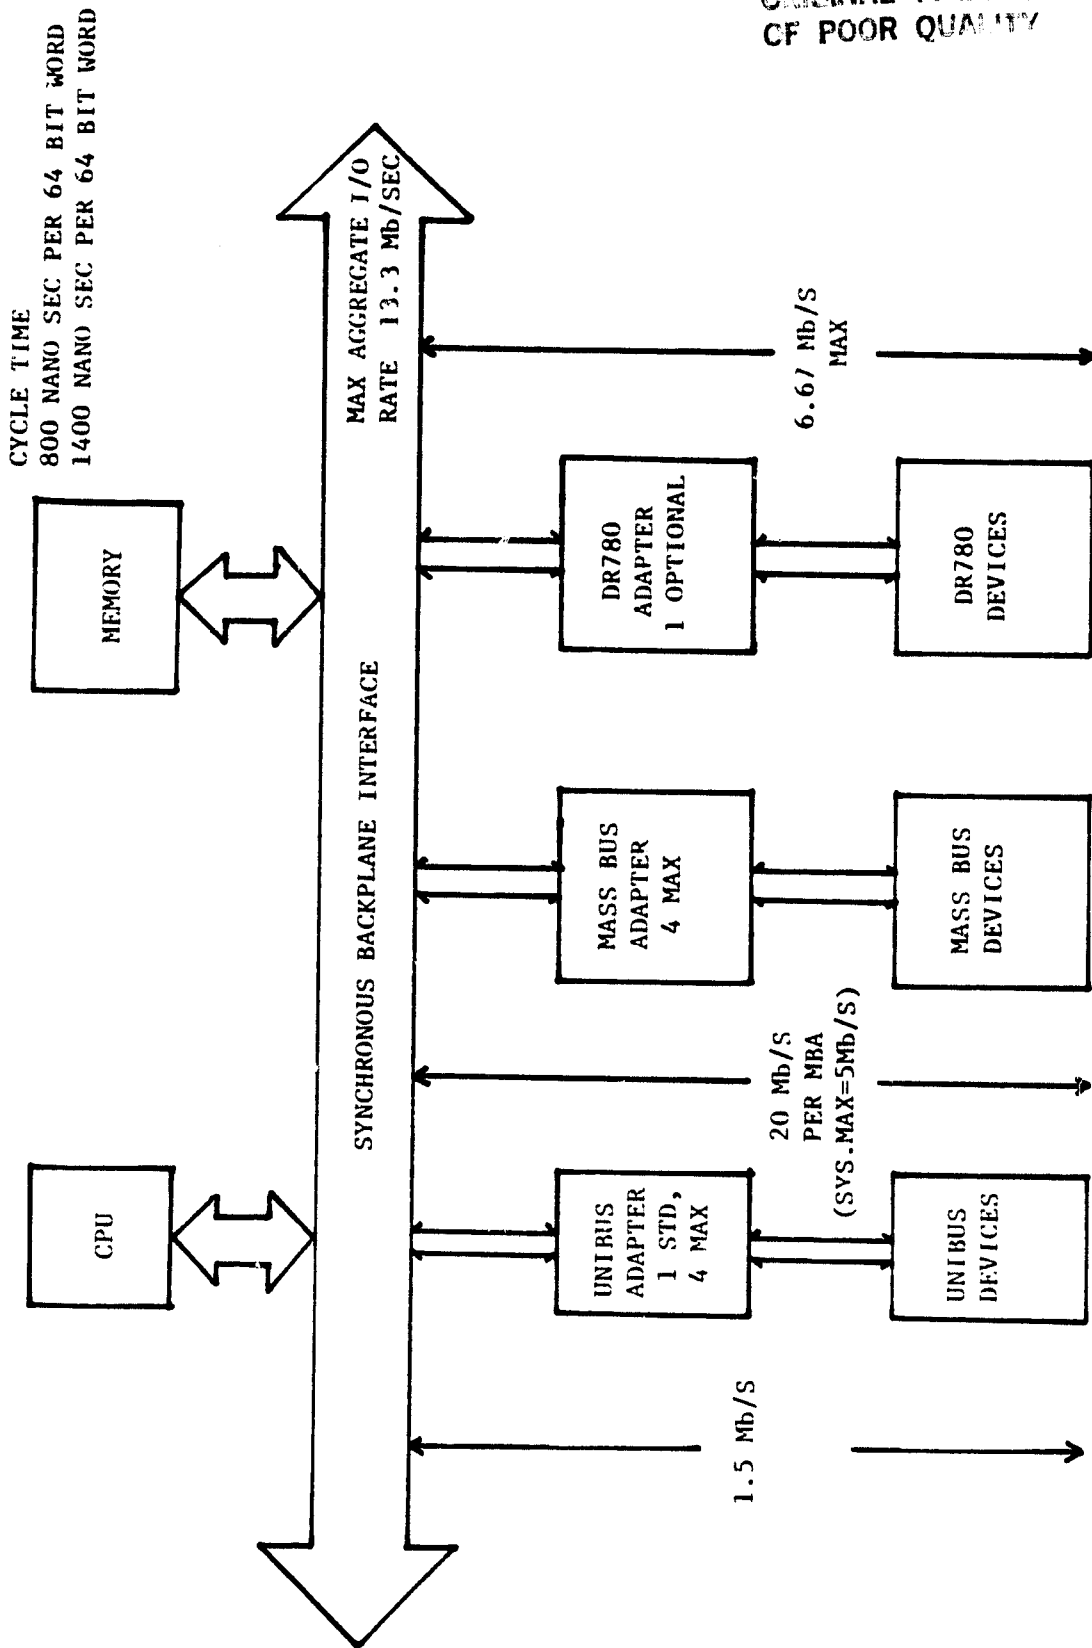 OF POOR QUALITY
CYCLE TIME
800 NANO SEC PER 64 BIT WORD
1400 NANO SEC PER 64 BIT WORD
CPU
MEMORY
SYNCHRONOUS BACKPLANE INTERFACE
MAX AGGREGATE I/O
RATE 13.3 Mb/SEC
UNIBUS
ADAPTER
1 STD,
4 MAX
MASS BUS
ADAPTER
4 MAX
DR780
ADAPTER
1 OPTIONAL
1.5 Mb/S
20 Mb/S
PER MBA
(SYS.MAX=5Mb/S)
6.67 Mb/S
MAX
UNIBUS
DEVICES
MASS BUS
DEVICES
DR780
DEVICES